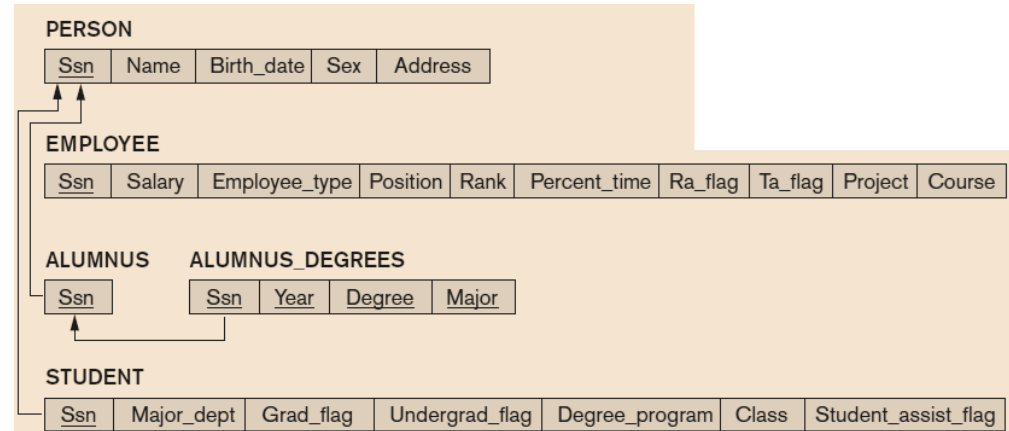 PERSON
Ssn Name Birth_date Sex Address
EMPLOYEE
Ssn Salary Employee_type Position Rank Percent_time Ra_flag Ta_flag Project Course
ALUMNUS ALUMNUS_DEGREES
Ssn Ssn Year Degree Major
STUDENT
Ssn Major_dept Grad_flag Undergrad_flag Degree_program Class Student_assist_flag